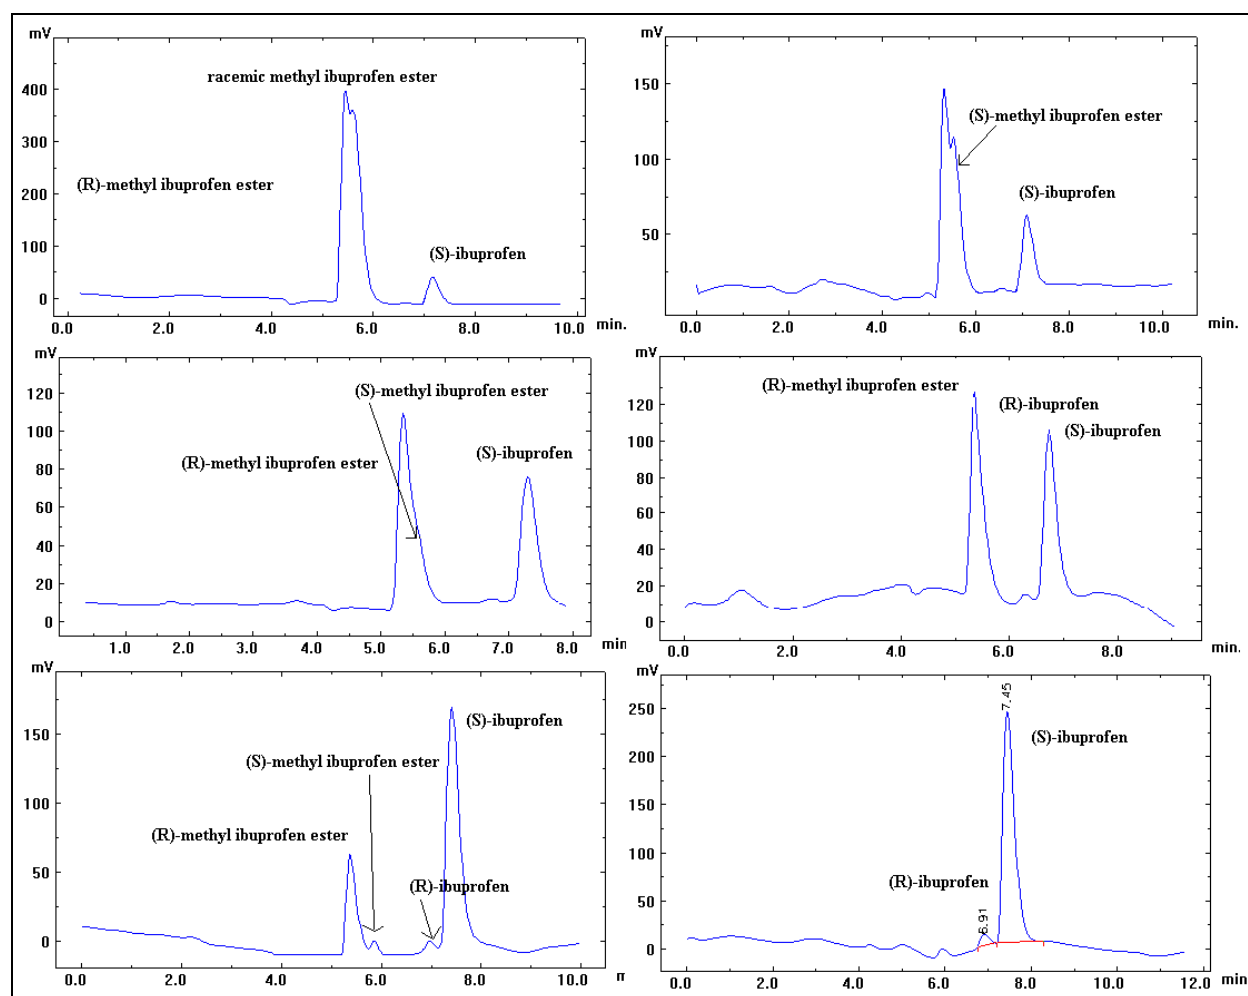 mV
racemic methyl ibuprofen ester
400
300
(R)-methyl ibuprofen ester
200
(S)-ibuprofen
100
0
0.0 2.0 4.0 6.0 8.0 10.0 min.
mV
150
(S)-methyl ibuprofen ester
100
(S)-ibuprofen
50
0.0 2.0 4.0 6.0 8.0 10.0 min.
mV
120
(S)-methyl ibuprofen ester
100
(R)-methyl ibuprofen ester
(S)-ibuprofen
80
60
40
20
0
1.0 2.0 3.0 4.0 5.0 6.0 7.0 8.0 min
mV
(R)-methyl ibuprofen ester
120
(R)-ibuprofen
100
(S)-ibuprofen
80
60
40
20
0
0.0 2.0 4.0 6.0 8.0 min.
mV
(S)-ibuprofen
150
(S)-methyl ibuprofen ester
100
(R)-methyl ibuprofen ester
50
(R)-ibuprofen
0
0.0 2.0 4.0 6.0 8.0 10.0
mV
7.45
250
(S)-ibuprofen
200
150
100
(R)-ibuprofen
50
6.91
0
0.0 2.0 4.0 6.0 8.0 10.0 12.0 min